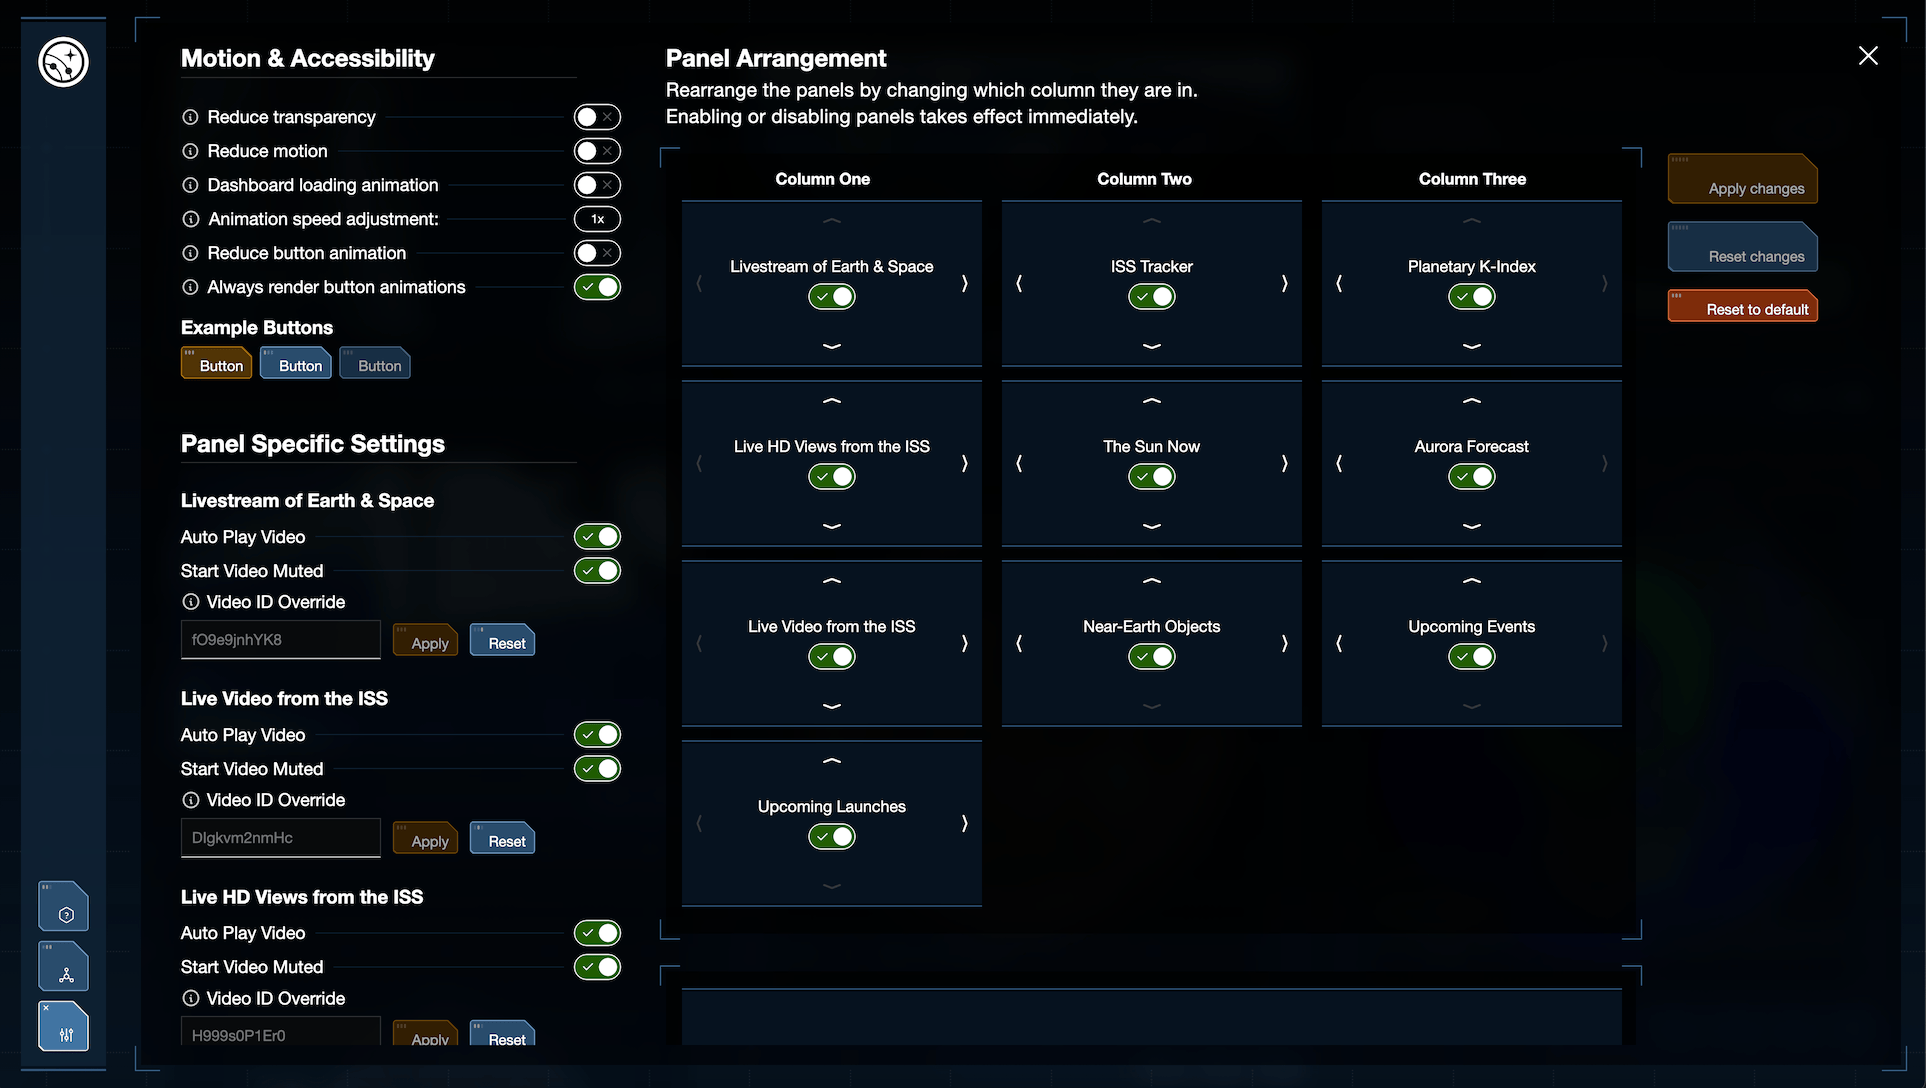 Motion & Accessibility
Reduce transparency
Reduce motion
Dashboard loading animation
Animation speed adjustment:
1x
Reduce button animation
Always render button animations
Example Buttons
Button
Button
Button
Panel Specific Settings
Livestream of Earth & Space
Auto Play Video
Start Video Muted
Video ID Override
fO9e9jnhYK8
Apply
Reset
Live Video from the ISS
Auto Play Video
Start Video Muted
Video ID Override
DIgkvm2nmHc
Apply
Reset
Live HD Views from the ISS
Auto Play Video
Start Video Muted
Video ID Override
H999s0P1Er0
Apply
Reset
Panel Arrangement
Rearrange the panels by changing which column they are in.
Enabling or disabling panels takes effect immediately.
Column One
Column Two
Column Three
Livestream of Earth & Space
ISS Tracker
Planetary K-Index
Live HD Views from the ISS
The Sun Now
Aurora Forecast
Live Video from the ISS
Near-Earth Objects
Upcoming Events
Upcoming Launches
Apply changes
Reset changes
Reset to default